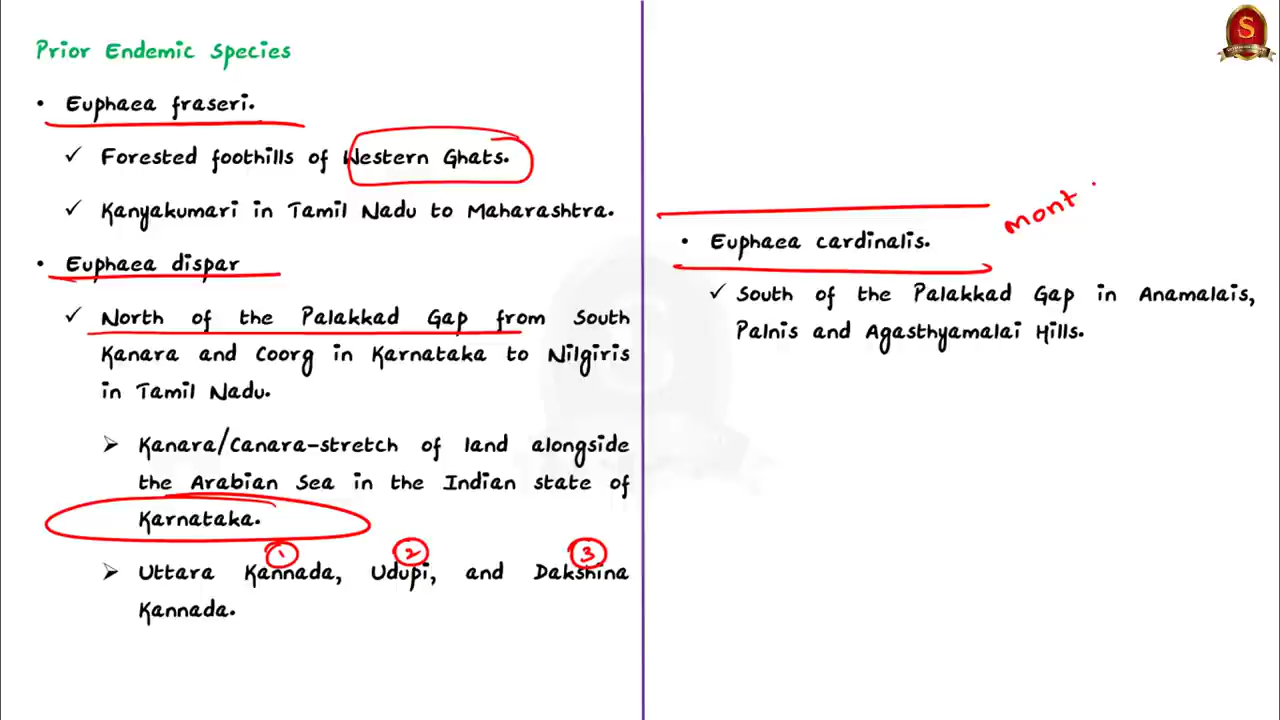 Prior Endemic Species
• Euphaea fraseri.
✓ Forested foothills of Western Ghats.
✓ Kanyakumari in Tamil Nadu to Maharashtra.
• Euphaea dispar
✓ North of the Palakkad Gap from South
Kanara and Coorg in Karnataka to Nilgiris
in Tamil Nadu.
➢ Kanara/Canara-stretch of land alongside
the Arabian Sea in the Indian state of
Karnataka.
1 2 3
➢ Uttara Kannada, Udupi, and Dakshina
Kannada.
S
mont
• Euphaea cardinalis.
✓ South of the Palakkad Gap in Anamalais,
Palnis and Agasthyamalai Hills.